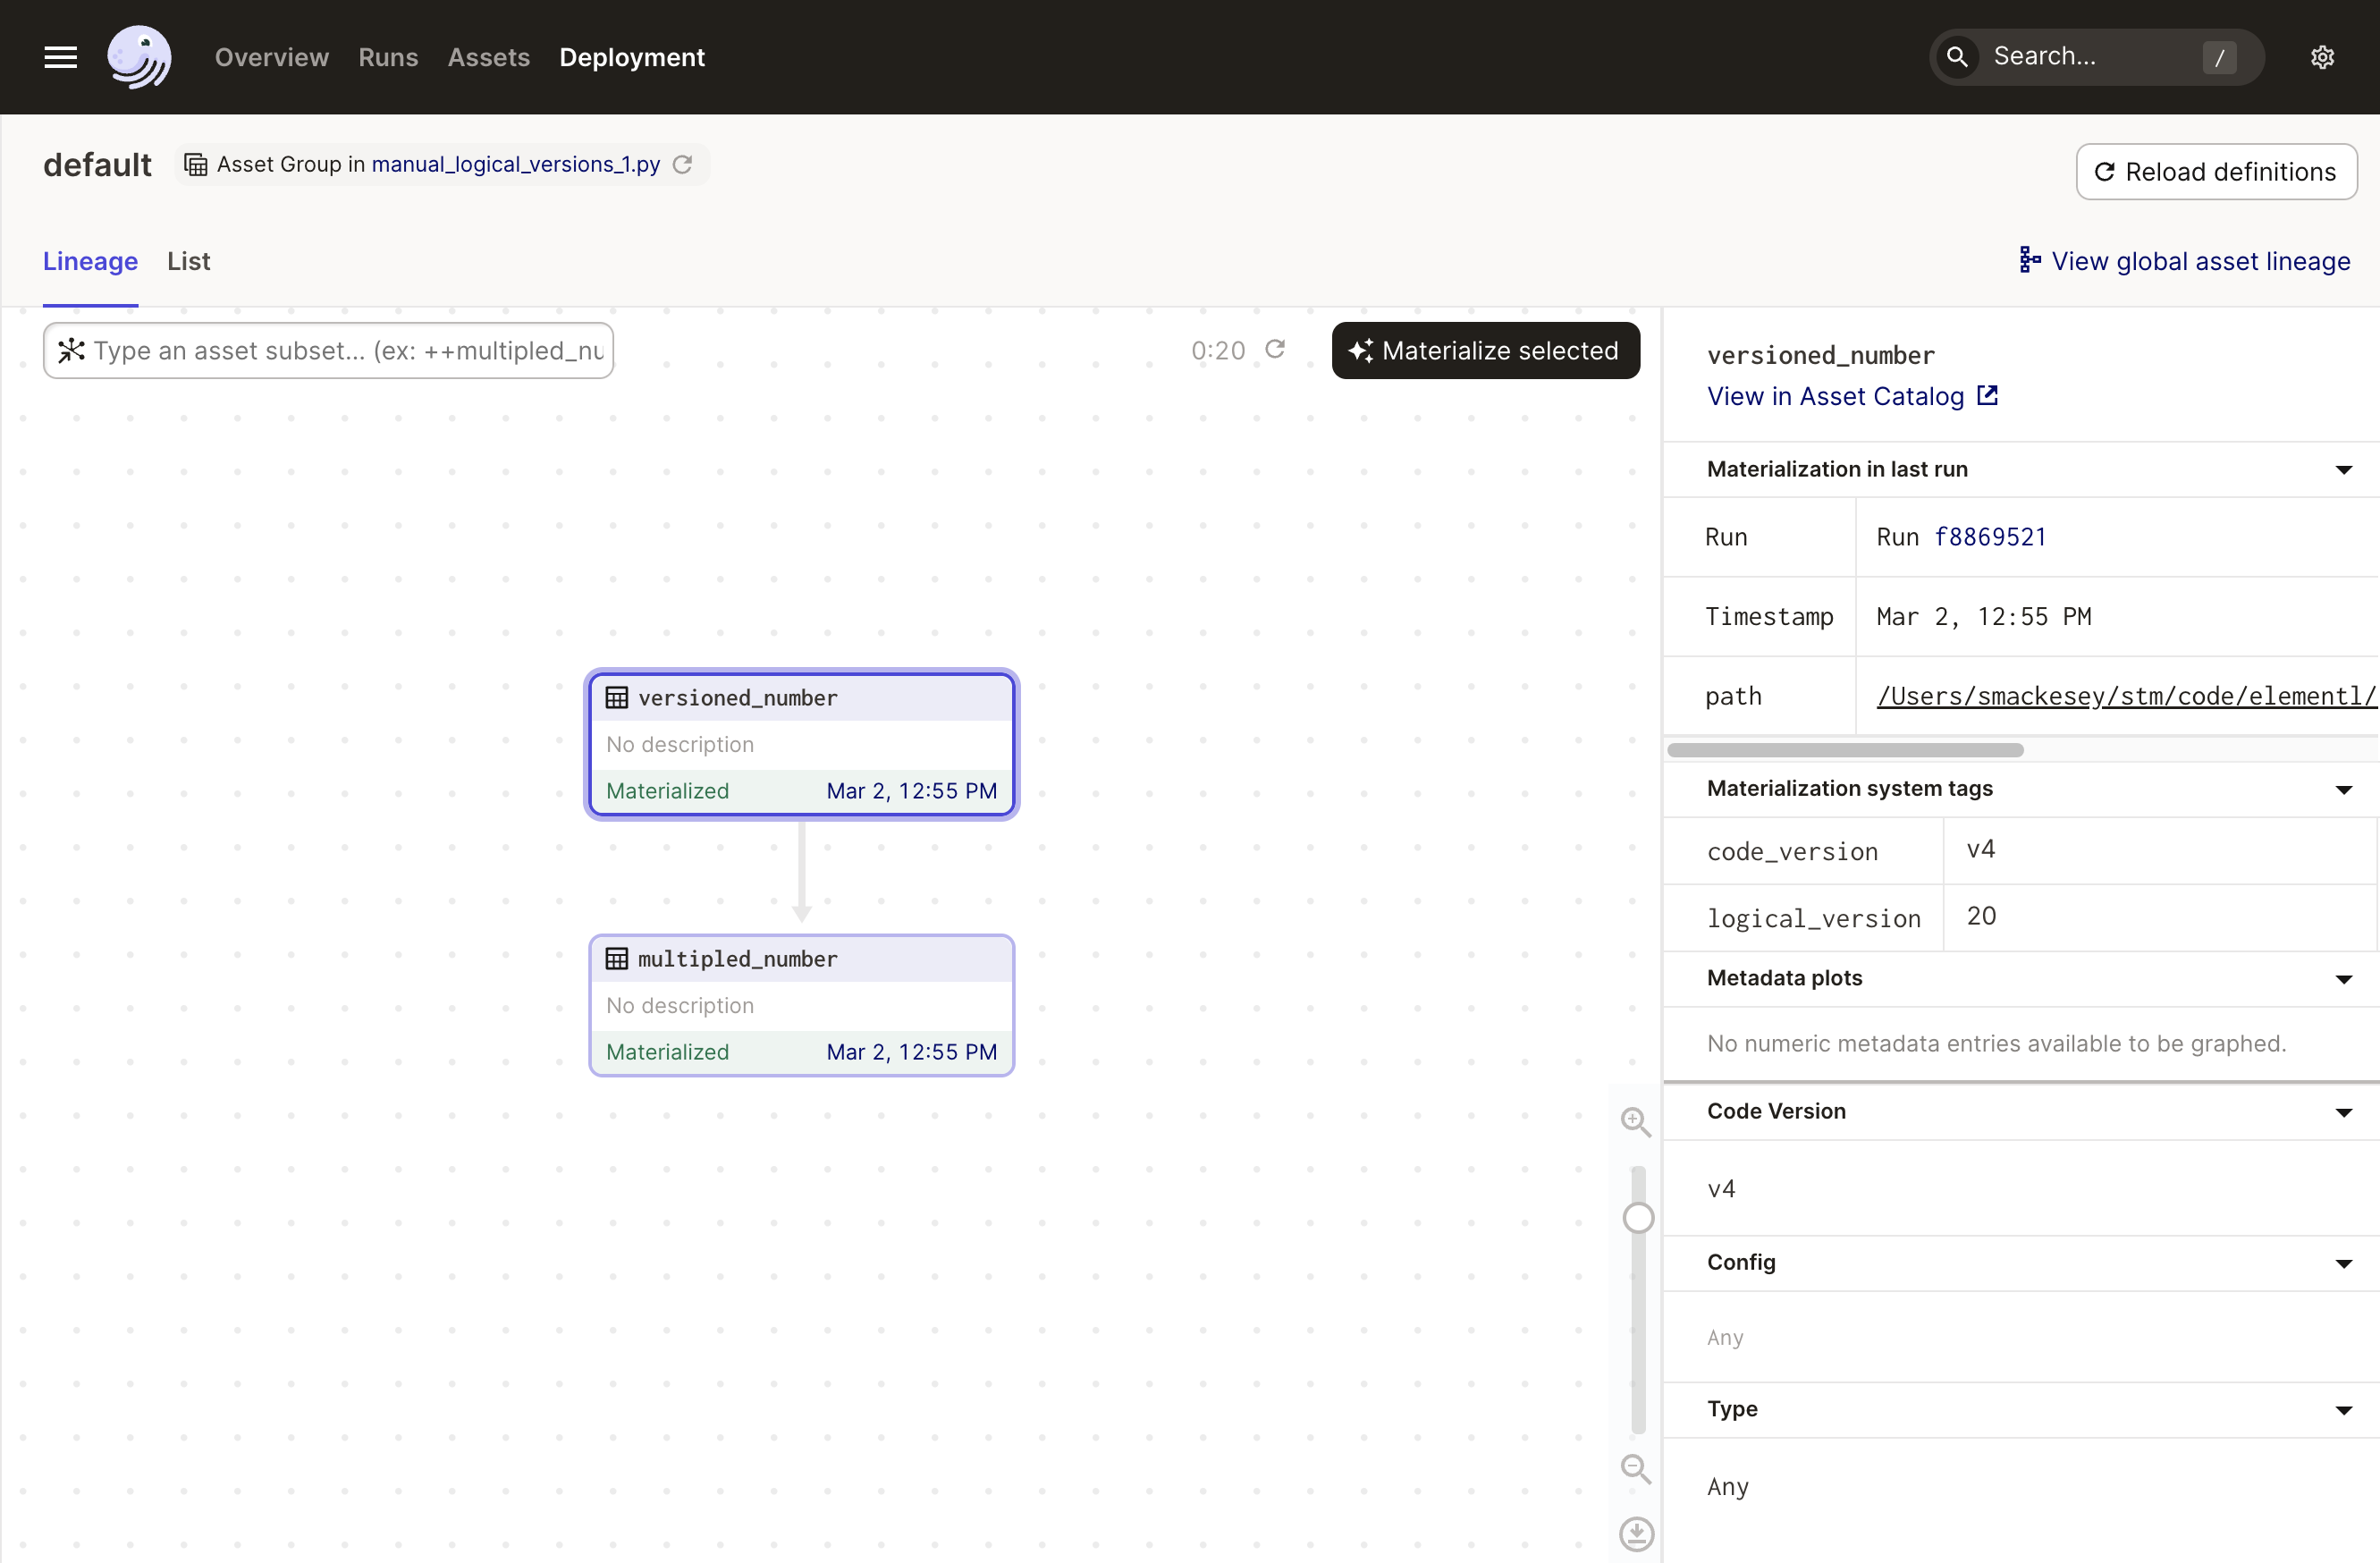 Overview Runs Assets Deployment Search... /
default Asset Group in manual_logical_versions_1.py Reload definitions
Lineage List View global asset lineage
Type an asset subset... (ex: ++multipled_nu 0:20 Materialize selected
versioned_number
No description
Materialized Mar 2, 12:55 PM
multipled_number
No description
Materialized Mar 2, 12:55 PM
versioned_number
View in Asset Catalog
Materialization in last run
Run Run f8869521
Timestamp Mar 2, 12:55 PM
path /Users/smackesey/stm/code/elementl/
Materialization system tags
code_version v4
logical_version 20
Metadata plots
No numeric metadata entries available to be graphed.
Code Version
v4
Config
Any
Type
Any